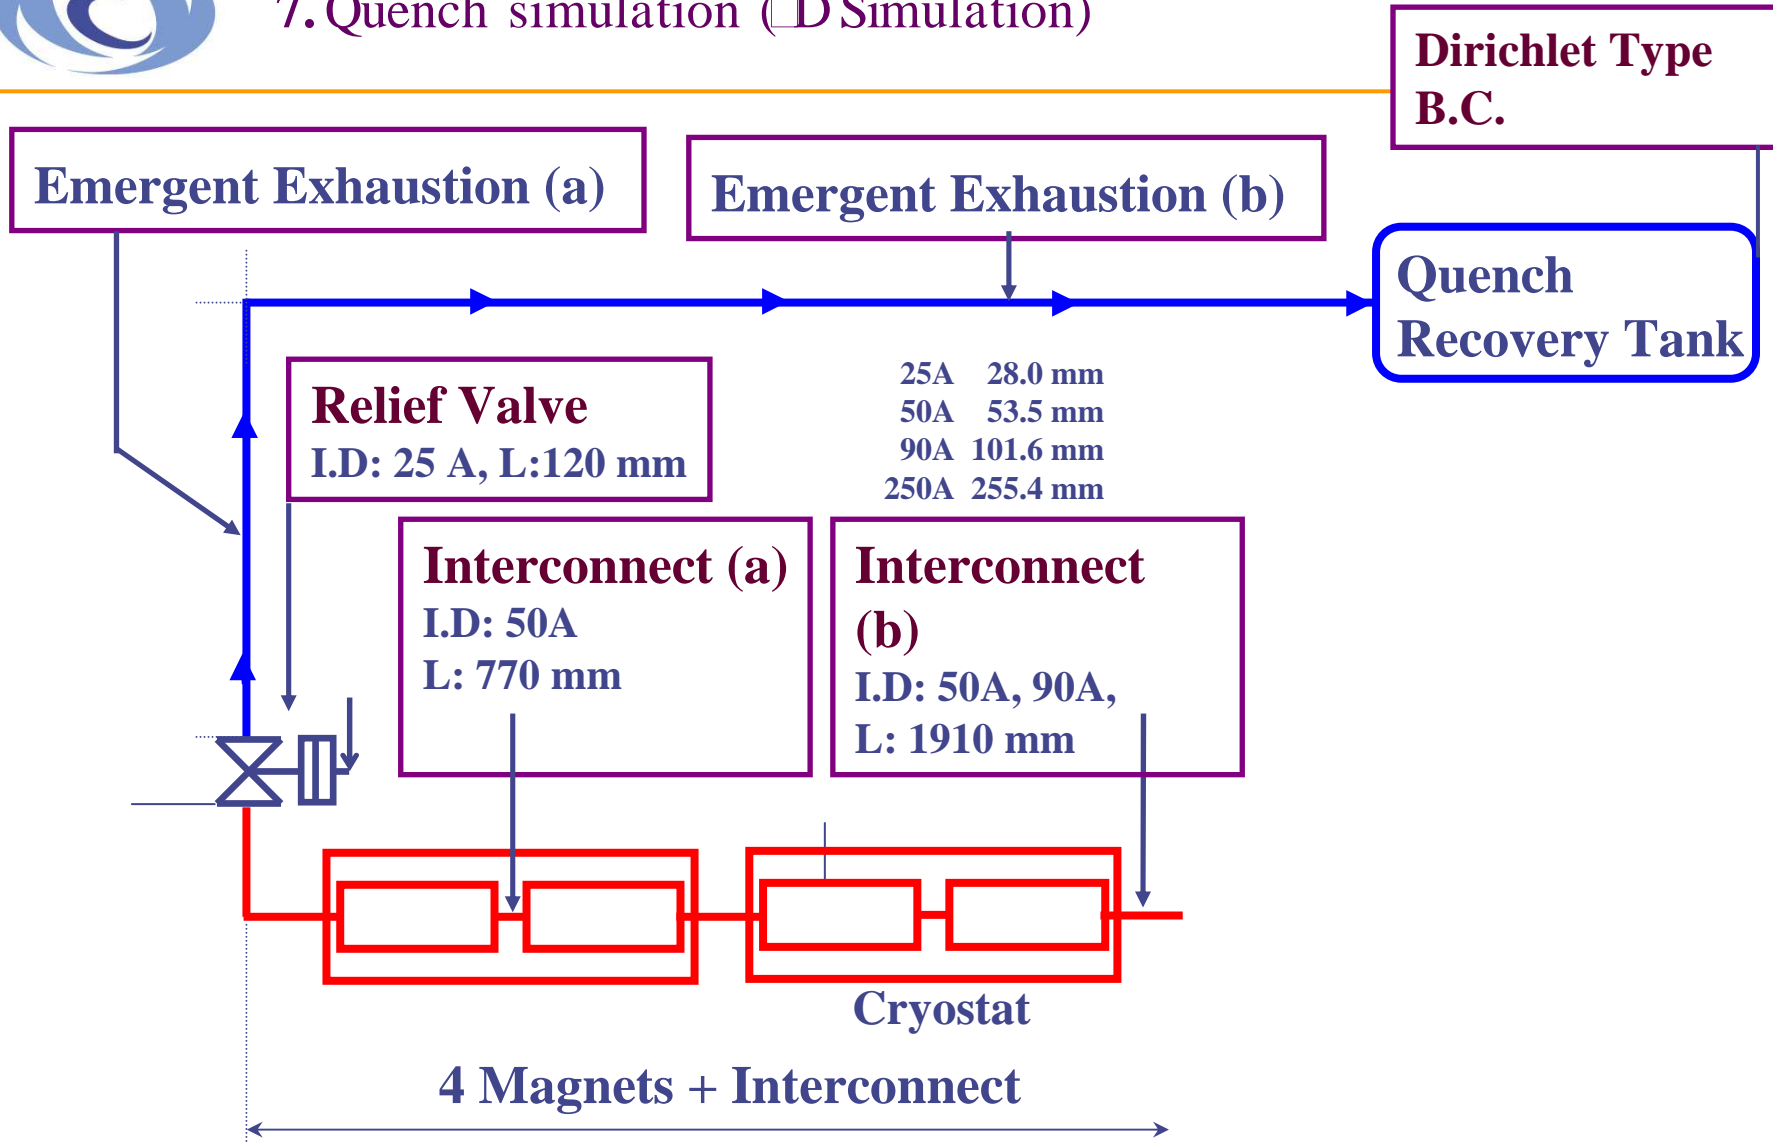 7. Quench simulation (□D Simulation)
Dirichlet Type
B.C.
Emergent Exhaustion (a)
Emergent Exhaustion (b)
Quench
Recovery Tank
Relief Valve
I.D: 25 A, L:120 mm
25A 28.0 mm
50A 53.5 mm
90A 101.6 mm
250A 255.4 mm
Interconnect (a)
I.D: 50A
L: 770 mm
Interconnect
(b)
I.D: 50A, 90A,
L: 1910 mm
Cryostat
4 Magnets + Interconnect